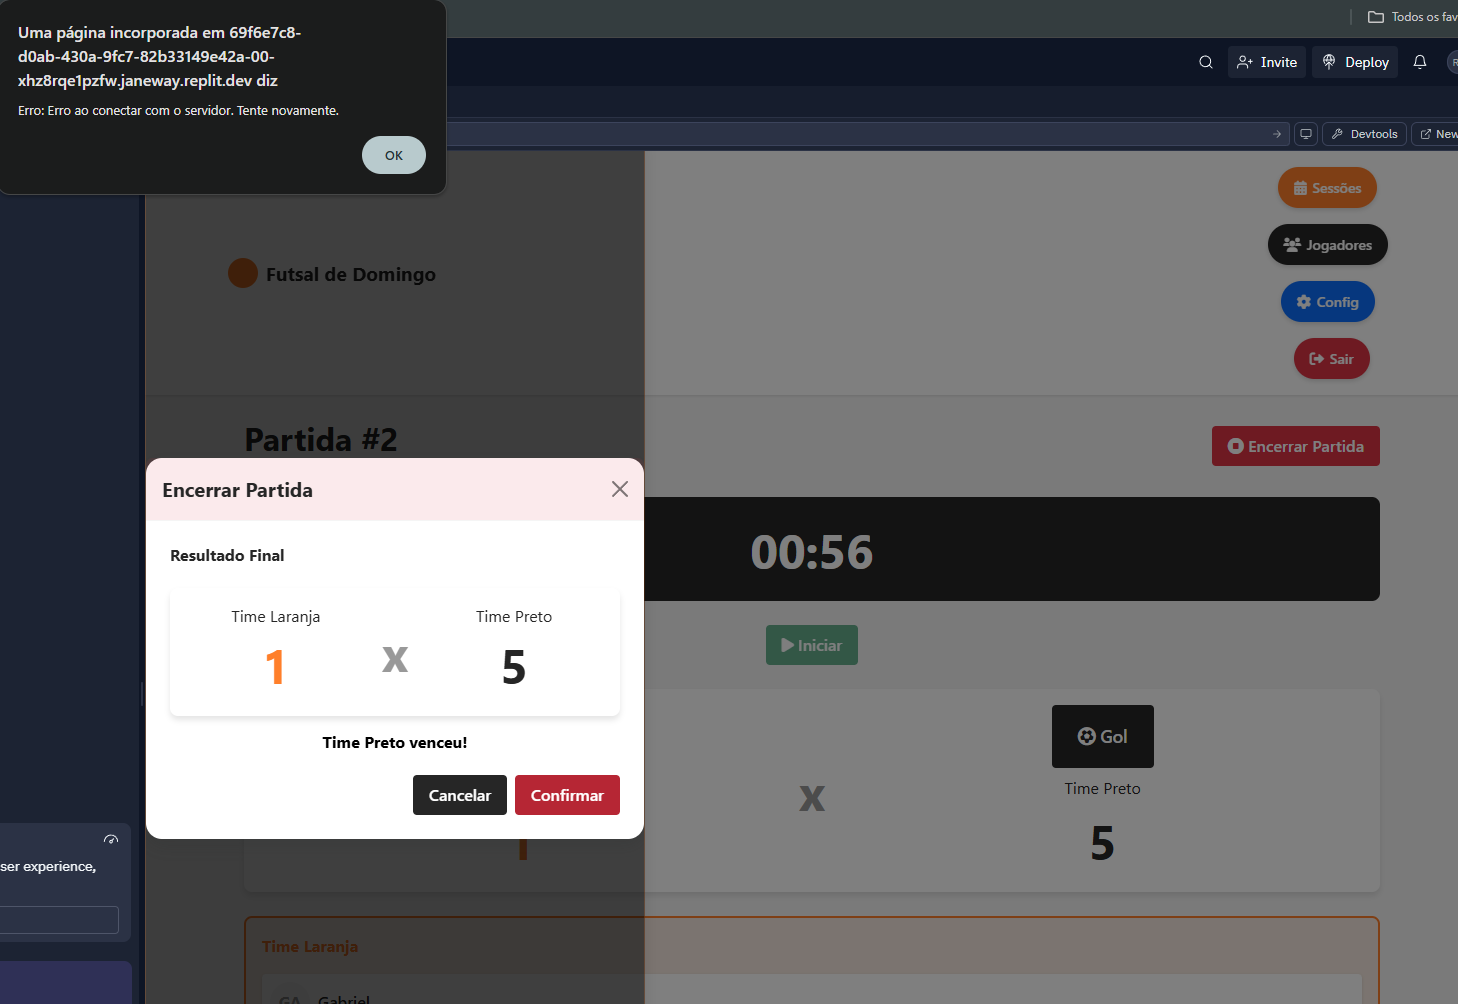 Uma página incorporada em 69f6e7c8-
d0ab-430a-9fc7-82b33149e42a-00-
xhz8rqe1pzfw.janeway.replit.dev diz
Erro: Erro ao conectar com o servidor. Tente novamente.
OK
Todos os fav
Invite
Deploy
Devtools
New
Sessões
Jogadores
Config
Sair
Futsal de Domingo
Partida #2
Encerrar Partida
00:56
Iniciar
Encerrar Partida
Resultado Final
Time Laranja
1
X
Time Preto
5
Time Preto venceu!
Cancelar
Confirmar
1
X
Gol
Time Preto
5
Time Laranja
GA
Gabriel
ser experience,